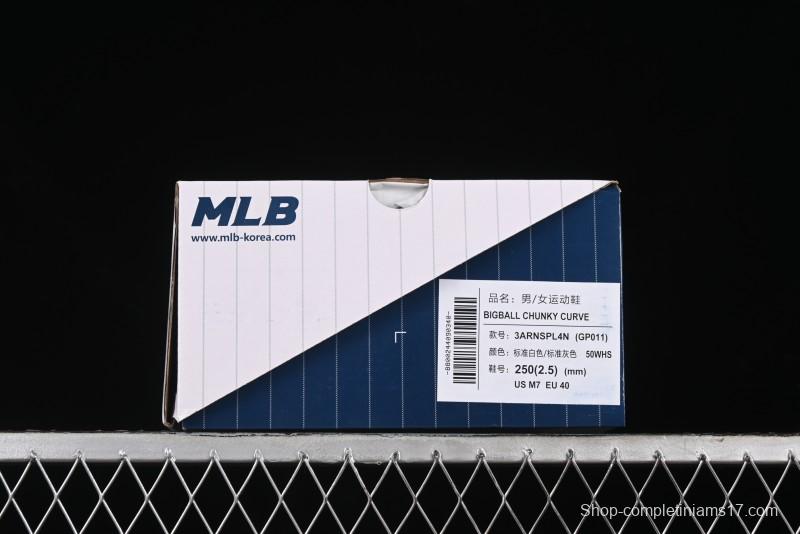 MLB
www.mlb-korea.com
品名：男/女运动鞋
BIGBALL CHUNKY CURVE
款号：3ARNSPL4N (GP011)
颜色：标准白色/标准灰色 50WHS
鞋号：250(2.5) (mm)
US M7 EU 40
-8800244090340-
Shop-completiniams17.com